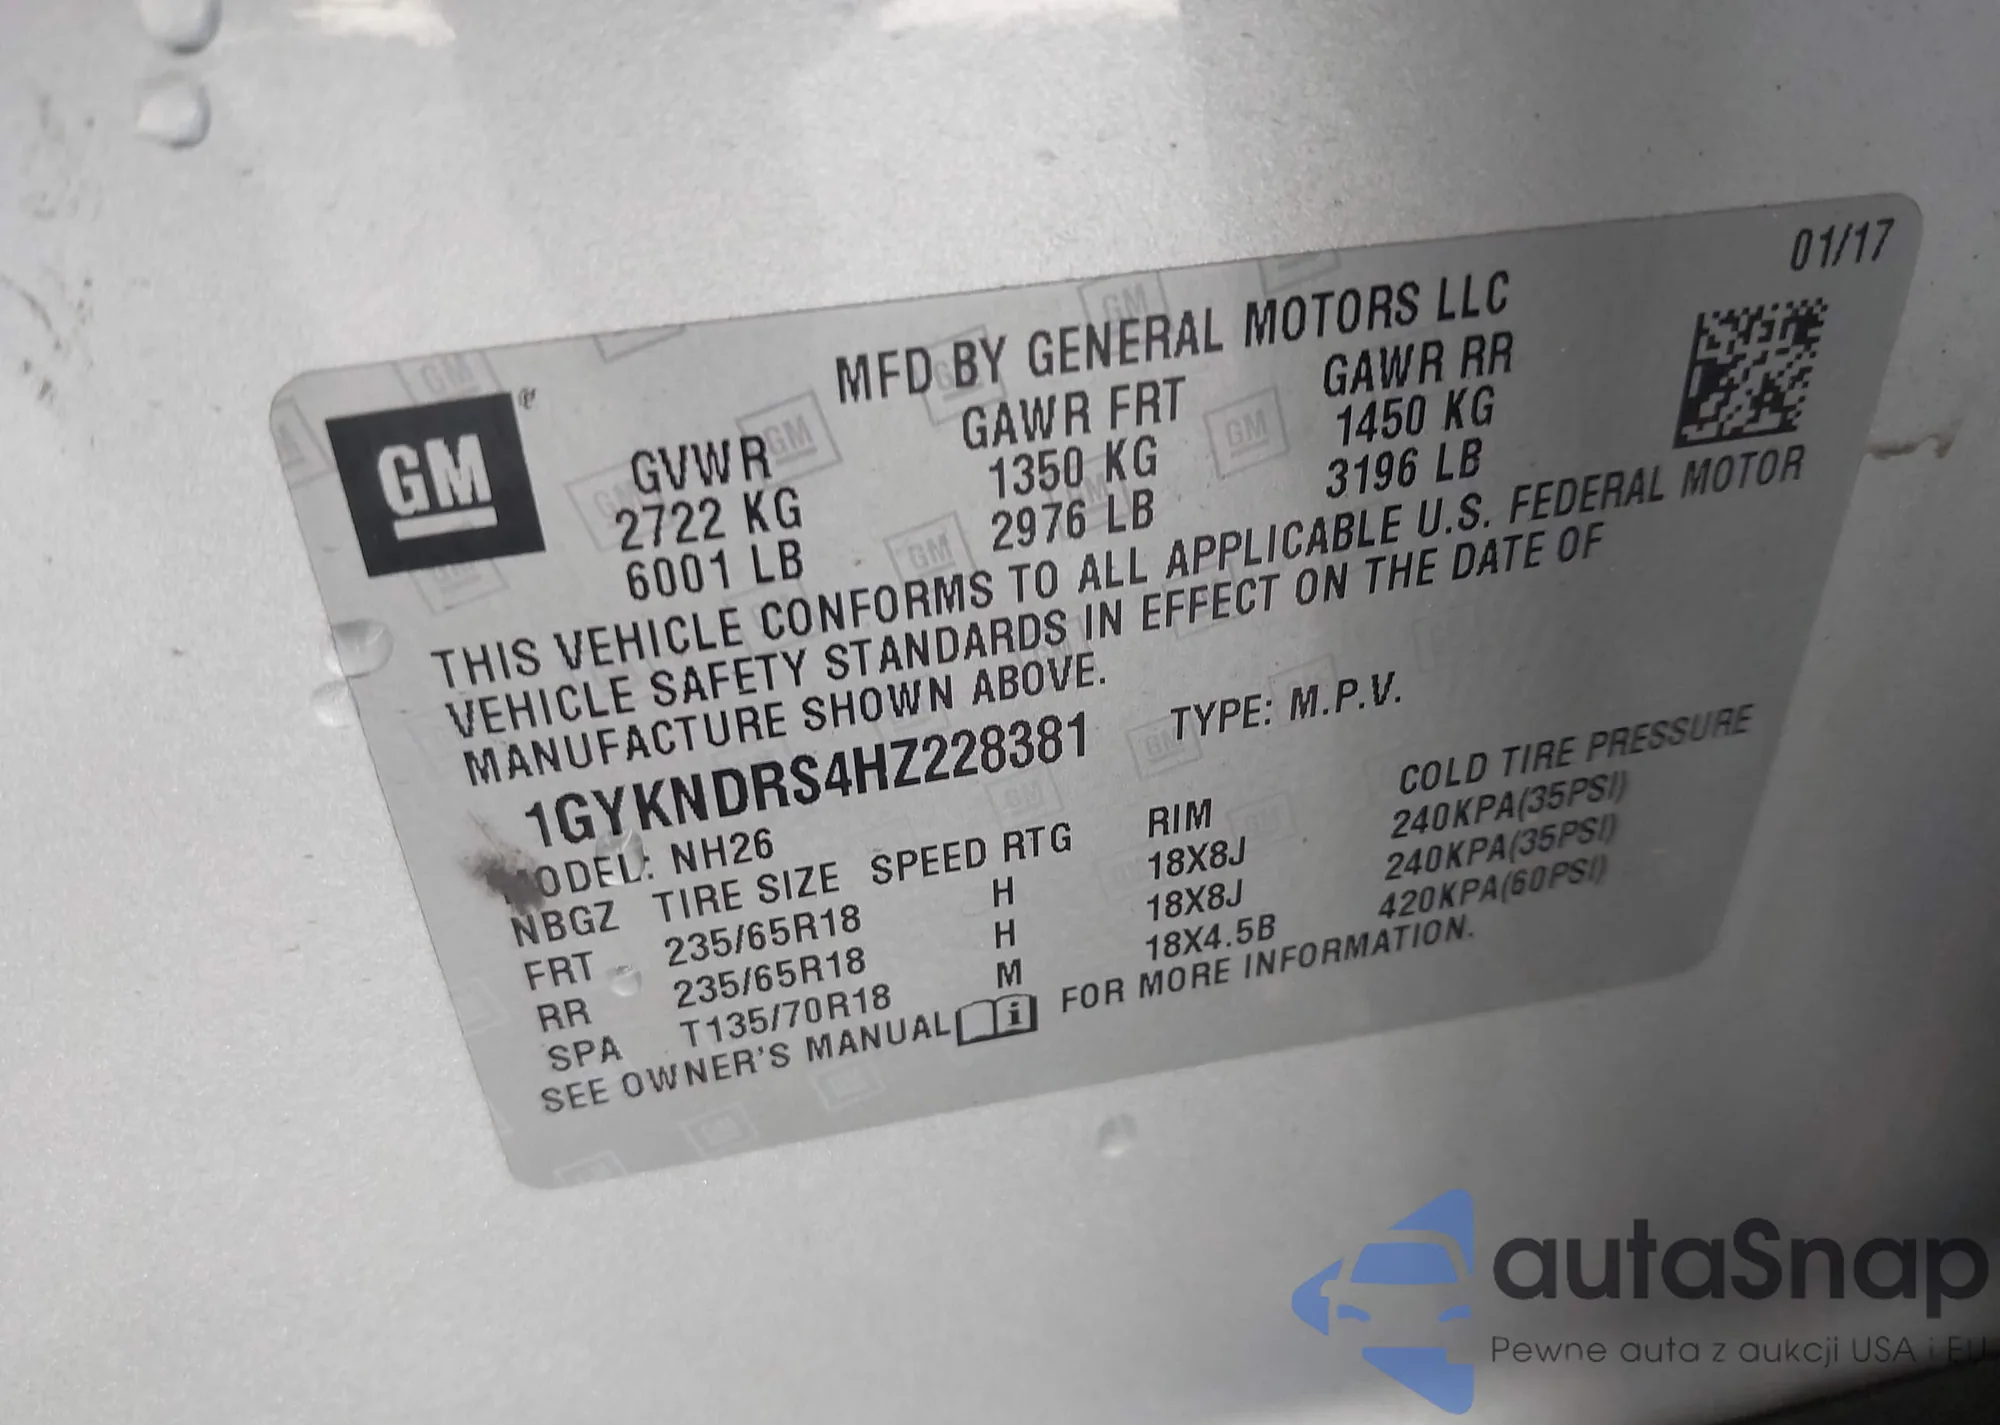 01/17
MFD BY GENERAL MOTORS LLC
GM
GVWR GAWR FRT GAWR RR
2722 KG 1350 KG 1450 KG
6001 LB 2976 LB 3196 LB
THIS VEHICLE CONFORMS TO ALL APPLICABLE U.S. FEDERAL MOTOR
VEHICLE SAFETY STANDARDS IN EFFECT ON THE DATE OF
MANUFACTURE SHOWN ABOVE.
1GYKNDRS4HZ228381 TYPE: M.P.V.
MODEL: NH26
NBGZ TIRE SIZE SPEED RTG RIM COLD TIRE PRESSURE
FRT 235/65R18 H 18X8J 240KPA(35PSI)
RR 235/65R18 H 18X8J 240KPA(35PSI)
SPA T135/70R18 M 18X4.5B 420KPA(60PSI)
SEE OWNER'S MANUAL i FOR MORE INFORMATION.
autaSnap
Pewne auta z aukcji USA i EU